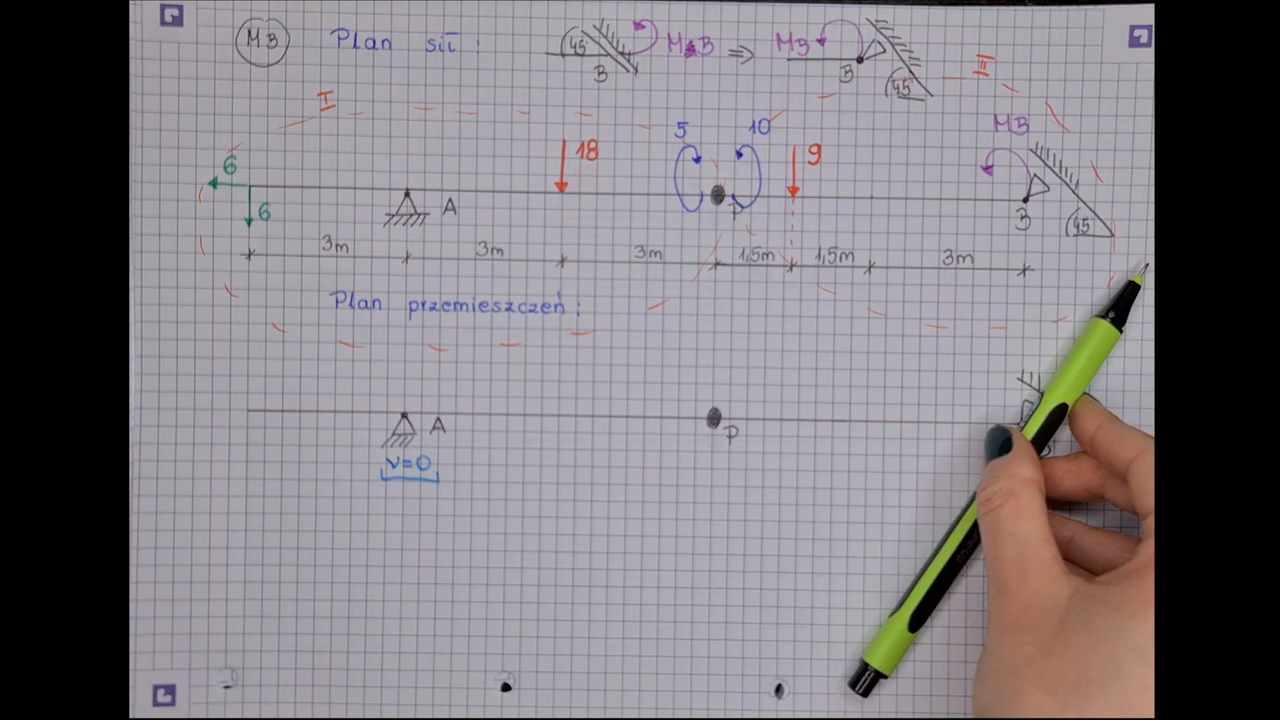 MB Plan sił:
45° B MB ⇒ MB B 45°
I II
MB
6 18 5 10 9
6 A P B 45°
3m 3m 3m 1,5m 1,5m 3m
Plan przemieszczeń:
A P
v=0